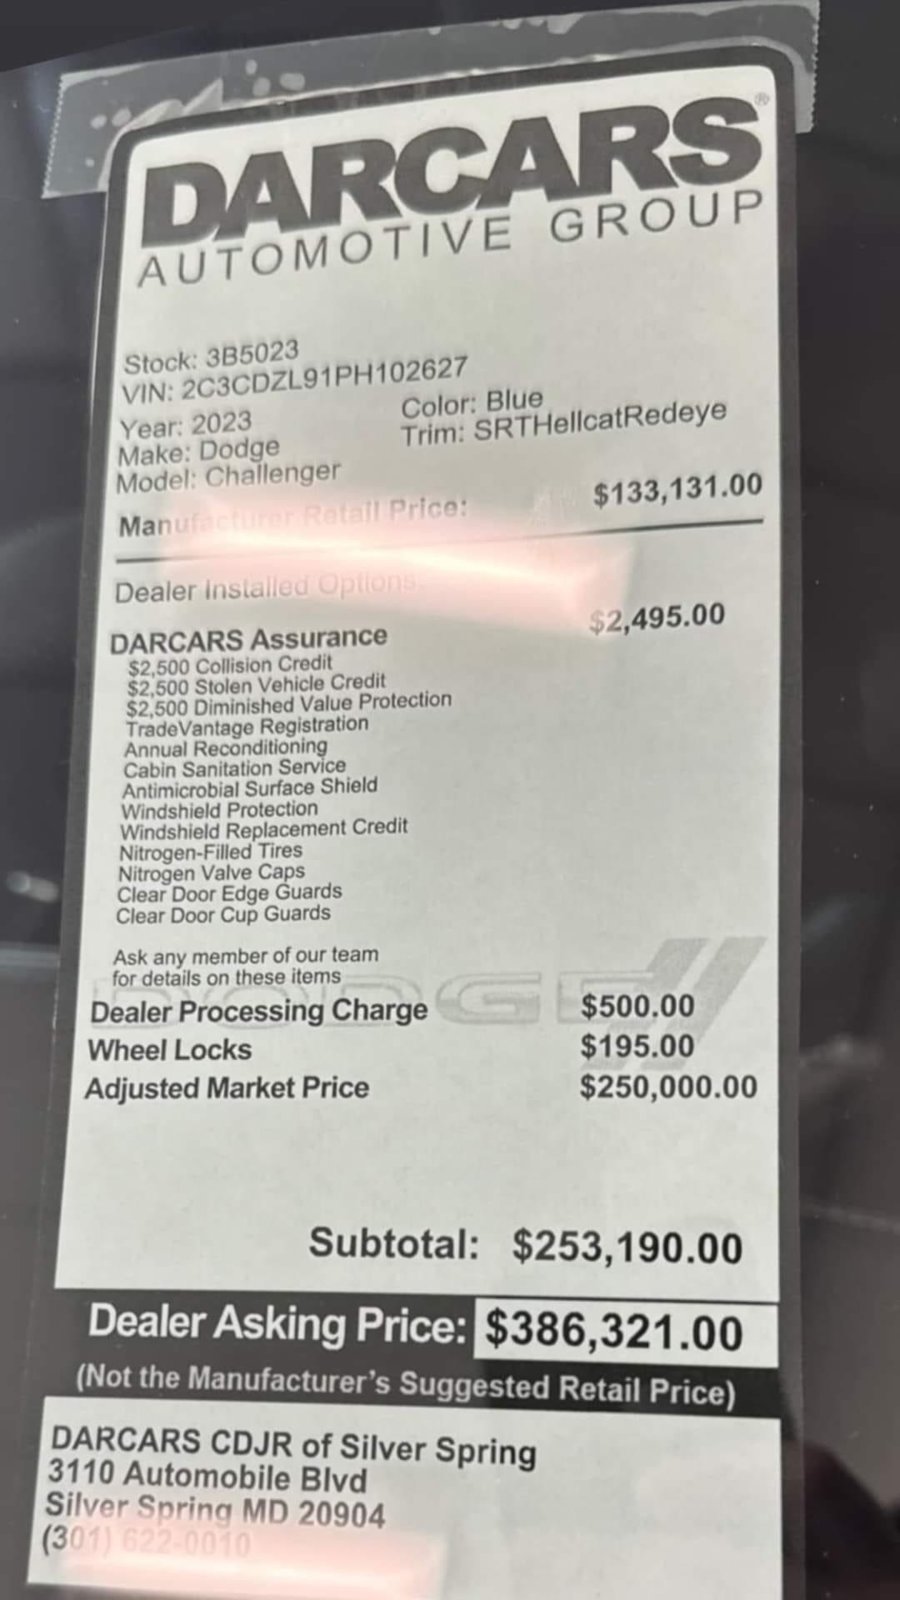 DARCARS®
AUTOMOTIVE GROUP
Stock: 3B5023
VIN: 2C3CDZL91PH102627
Year: 2023
Color: Blue
Make: Dodge
Trim: SRTHellcatRedeye
Model: Challenger
Manufacturer Retail Price: $133,131.00
Dealer Installed Options
DARCARS Assurance $2,495.00
$2,500 Collision Credit
$2,500 Stolen Vehicle Credit
$2,500 Diminished Value Protection
TradeVantage Registration
Annual Reconditioning
Cabin Sanitation Service
Antimicrobial Surface Shield
Windshield Protection
Windshield Replacement Credit
Nitrogen-Filled Tires
Nitrogen Valve Caps
Clear Door Edge Guards
Clear Door Cup Guards
Ask any member of our team
for details on these items
DODGE
Dealer Processing Charge $500.00
Wheel Locks $195.00
Adjusted Market Price $250,000.00
Subtotal: $253,190.00
Dealer Asking Price: $386,321.00
(Not the Manufacturer's Suggested Retail Price)
DARCARS CDJR of Silver Spring
3110 Automobile Blvd
Silver Spring MD 20904
(301) 622-0010